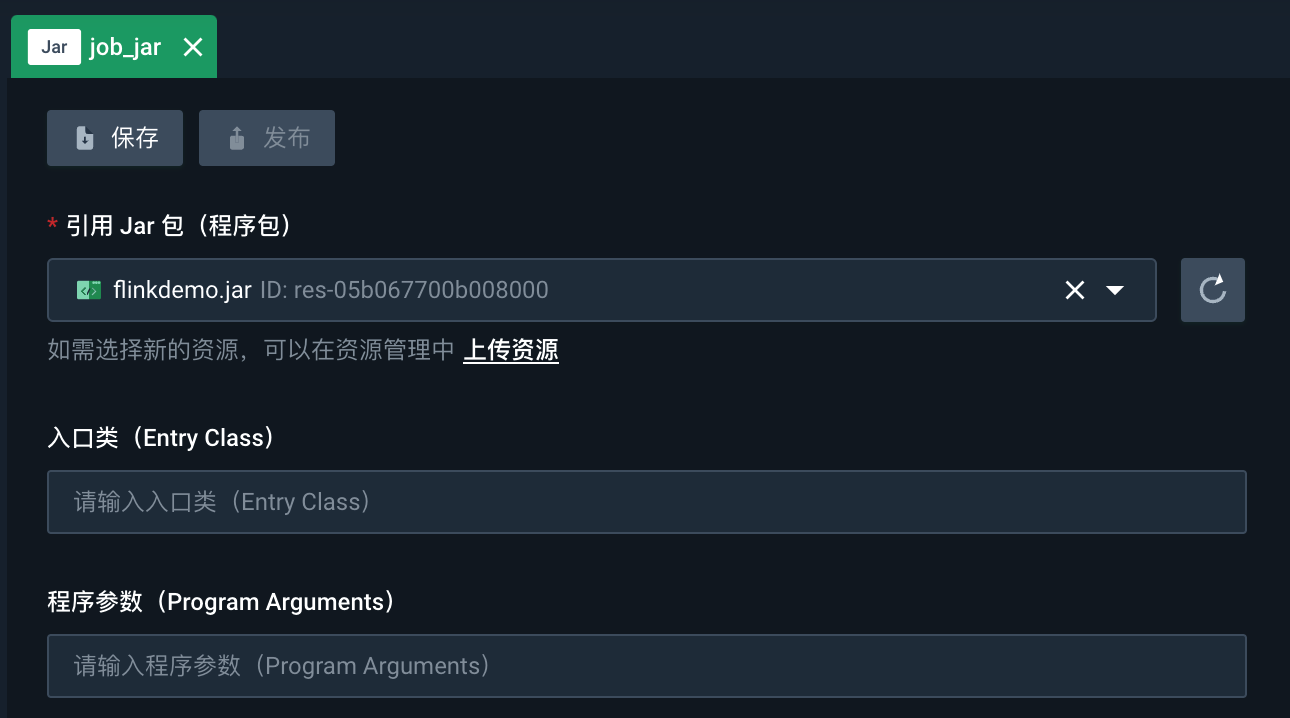 Jar job_jar
保存 发布
* 引用 Jar 包（程序包）
flinkdemo.jar ID: res-05b067700b008000
如需选择新的资源，可以在资源管理中 上传资源
入口类（Entry Class）
请输入入口类（Entry Class）
程序参数（Program Arguments）
请输入程序参数（Program Arguments）